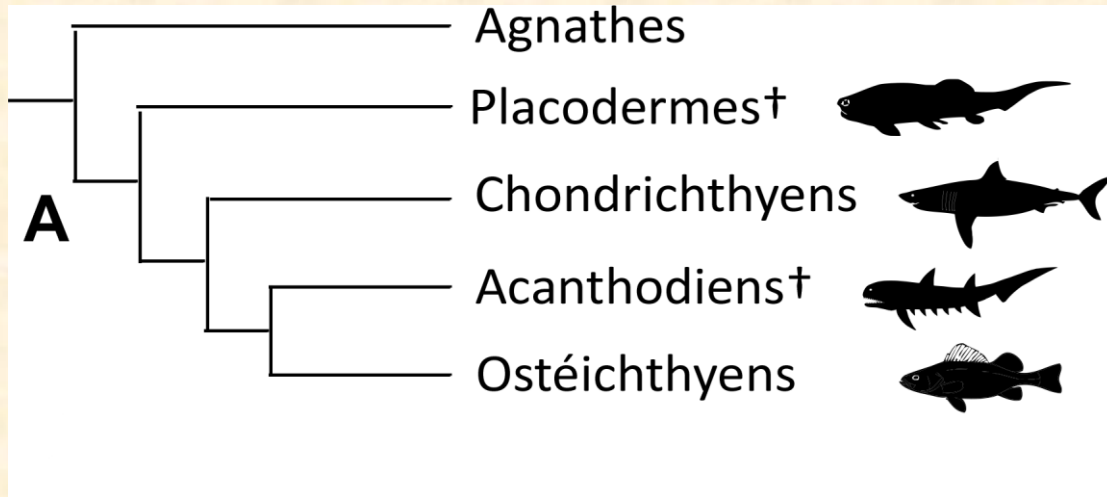 Agnathes
Placodermes†
Chondrichthyens
A
Acanthodiens†
Ostéichthyens